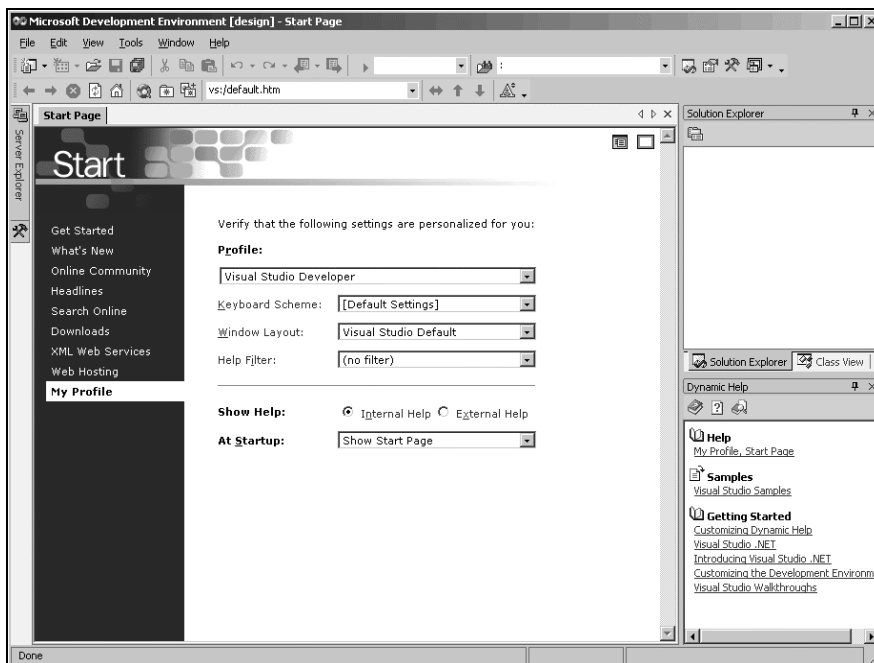 Microsoft Development Environment [design] - Start Page
File Edit View Tools Window Help
vs:/default.htm
Server Explorer
Start Page
Start
Get Started
What's New
Online Community
Headlines
Search Online
Downloads
XML Web Services
Web Hosting
My Profile
Verify that the following settings are personalized for you:
Profile:
Visual Studio Developer
Keyboard Scheme: [Default Settings]
Window Layout: Visual Studio Default
Help Filter: (no filter)
Show Help: Internal Help External Help
At Startup: Show Start Page
Solution Explorer
Solution Explorer Class View
Dynamic Help
Help
My Profile, Start Page
Samples
Visual Studio Samples
Getting Started
Customizing Dynamic Help
Visual Studio .NET
Introducing Visual Studio .NET
Customizing the Development Environm
Visual Studio Walkthroughs
Done